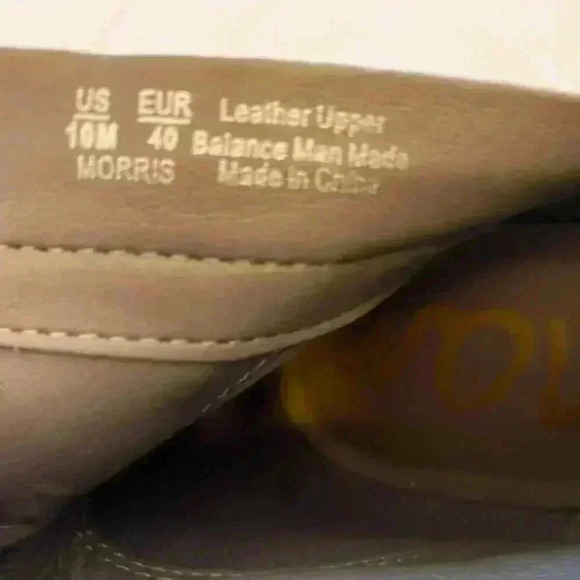 US EUR Leather Upper
10M 40 Balance Man Made
MORRIS Made in China